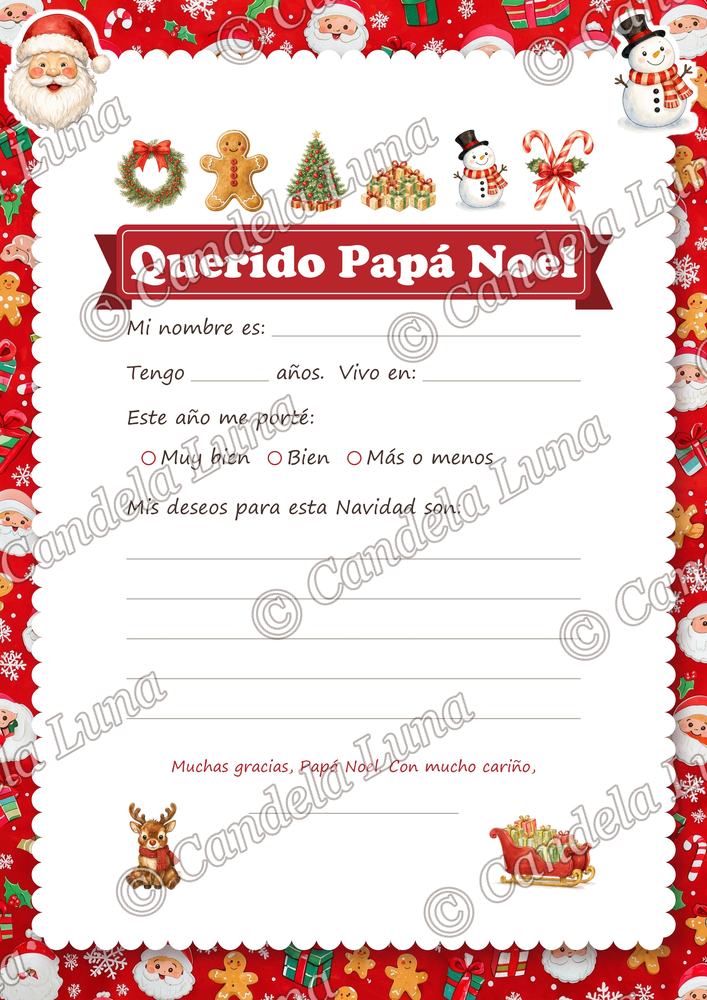 Querido Papá Noel
Mi nombre es:
Tengo años. Vivo en:
Este año me porté:
Muy bien Bien Más o menos
Mis deseos para esta Navidad son:
Muchas gracias, Papá Noel. Con mucho cariño,
© Candela Luna